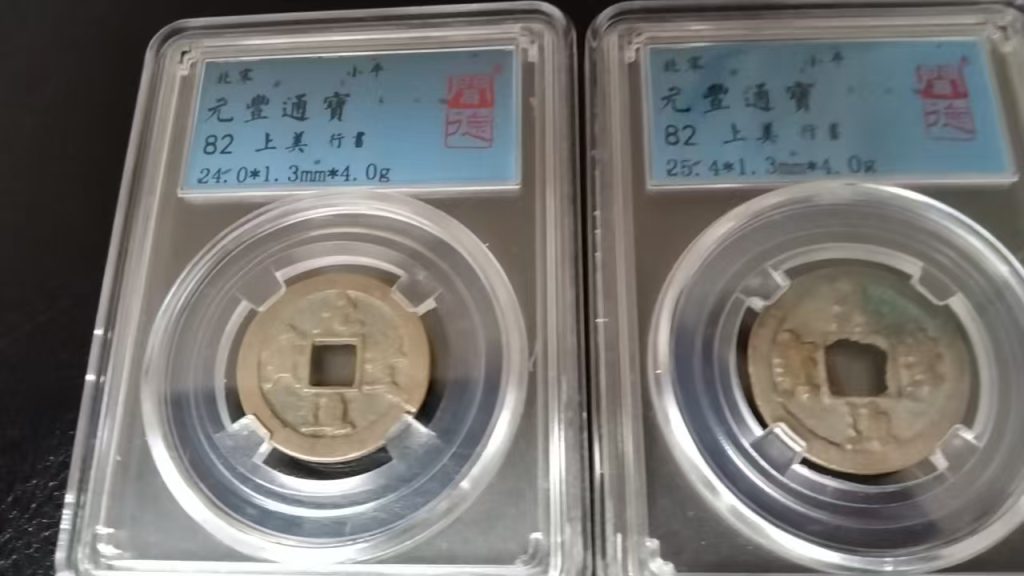 北宋 小平
元豐通寶
82 上美 行書
24.0*1.3mm*4.0g
北宋 小平
元豐通寶
82 上美 行書
25.4*1.3mm*4.0g